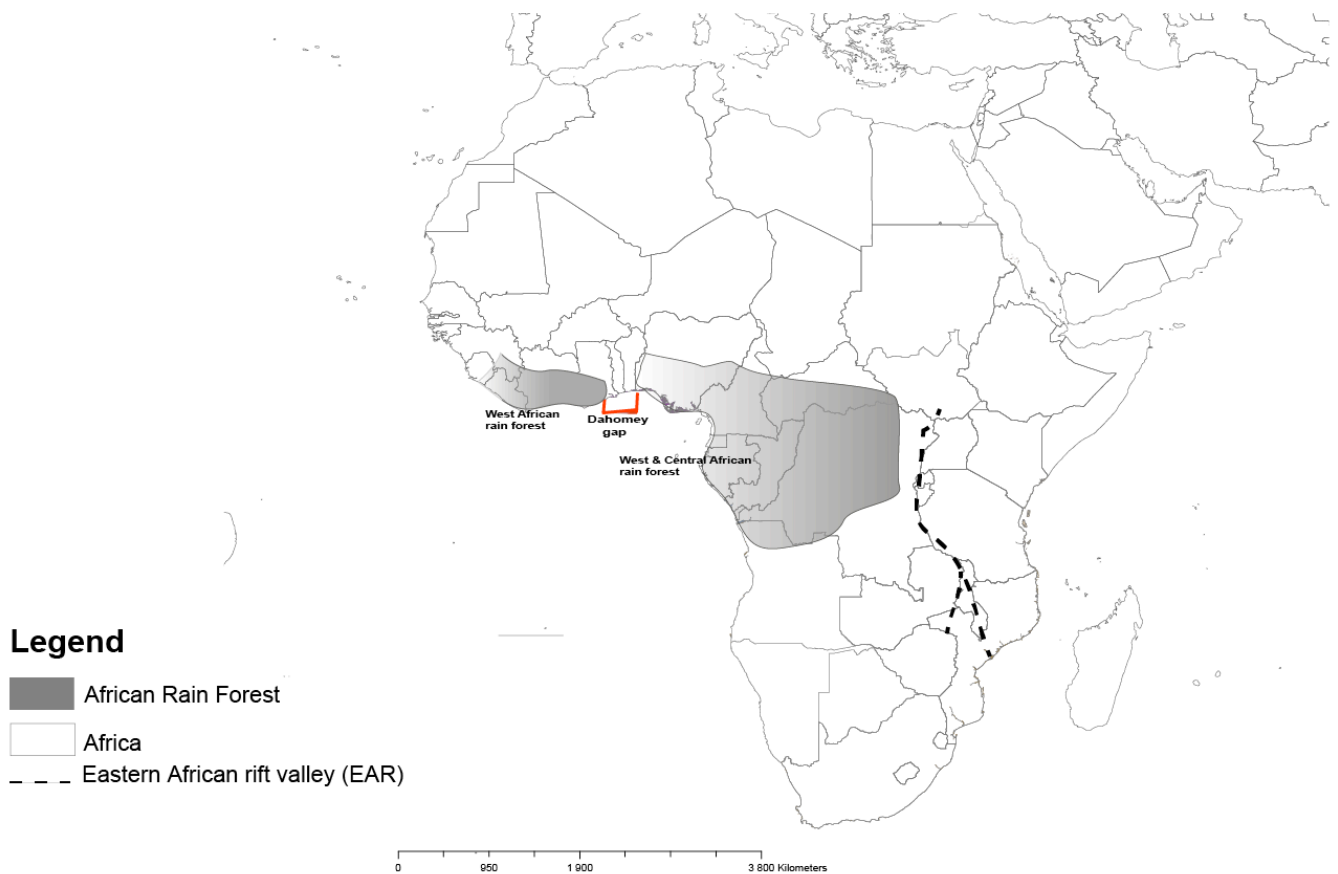 West African
rain forest
Dahomey
gap
West & Central African
rain forest
Legend
African Rain Forest
Africa
Eastern African rift valley (EAR)
0 950 1 900 3 800 Kilometers